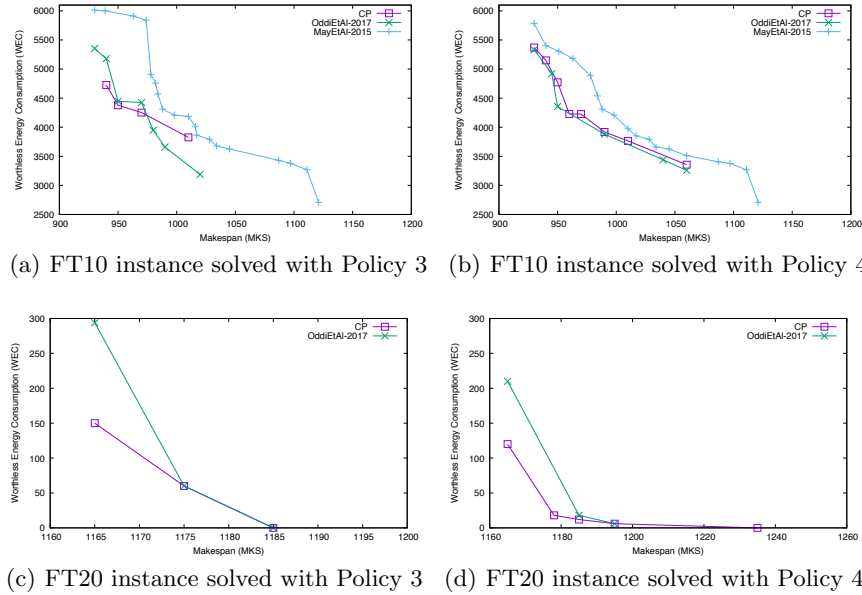 6000
5500
5000
4500
4000
3500
3000
2500
Worthless Energy Consumption (WEC)
CP
OddiEtAl-2017
MayEtAl-2015
900 950 1000 1050 1100 1150 1200
Makespan (MKS)
(a) FT10 instance solved with Policy 3
6000
5500
5000
4500
4000
3500
3000
2500
Worthless Energy Consumption (WEC)
CP
OddiEtAl-2017
MayEtAl-2015
900 950 1000 1050 1100 1150 1200
Makespan (MKS)
(b) FT10 instance solved with Policy 4
300
250
200
150
100
50
0
Worthless Energy Consumption (WEC)
CP
OddiEtAl-2017
1160 1165 1170 1175 1180 1185 1190 1195 1200
Makespan (MKS)
(c) FT20 instance solved with Policy 3
300
250
200
150
100
50
0
Worthless Energy Consumption (WEC)
CP
OddiEtAl-2017
1160 1180 1200 1220 1240 1260
Makespan (MKS)
(d) FT20 instance solved with Policy 4